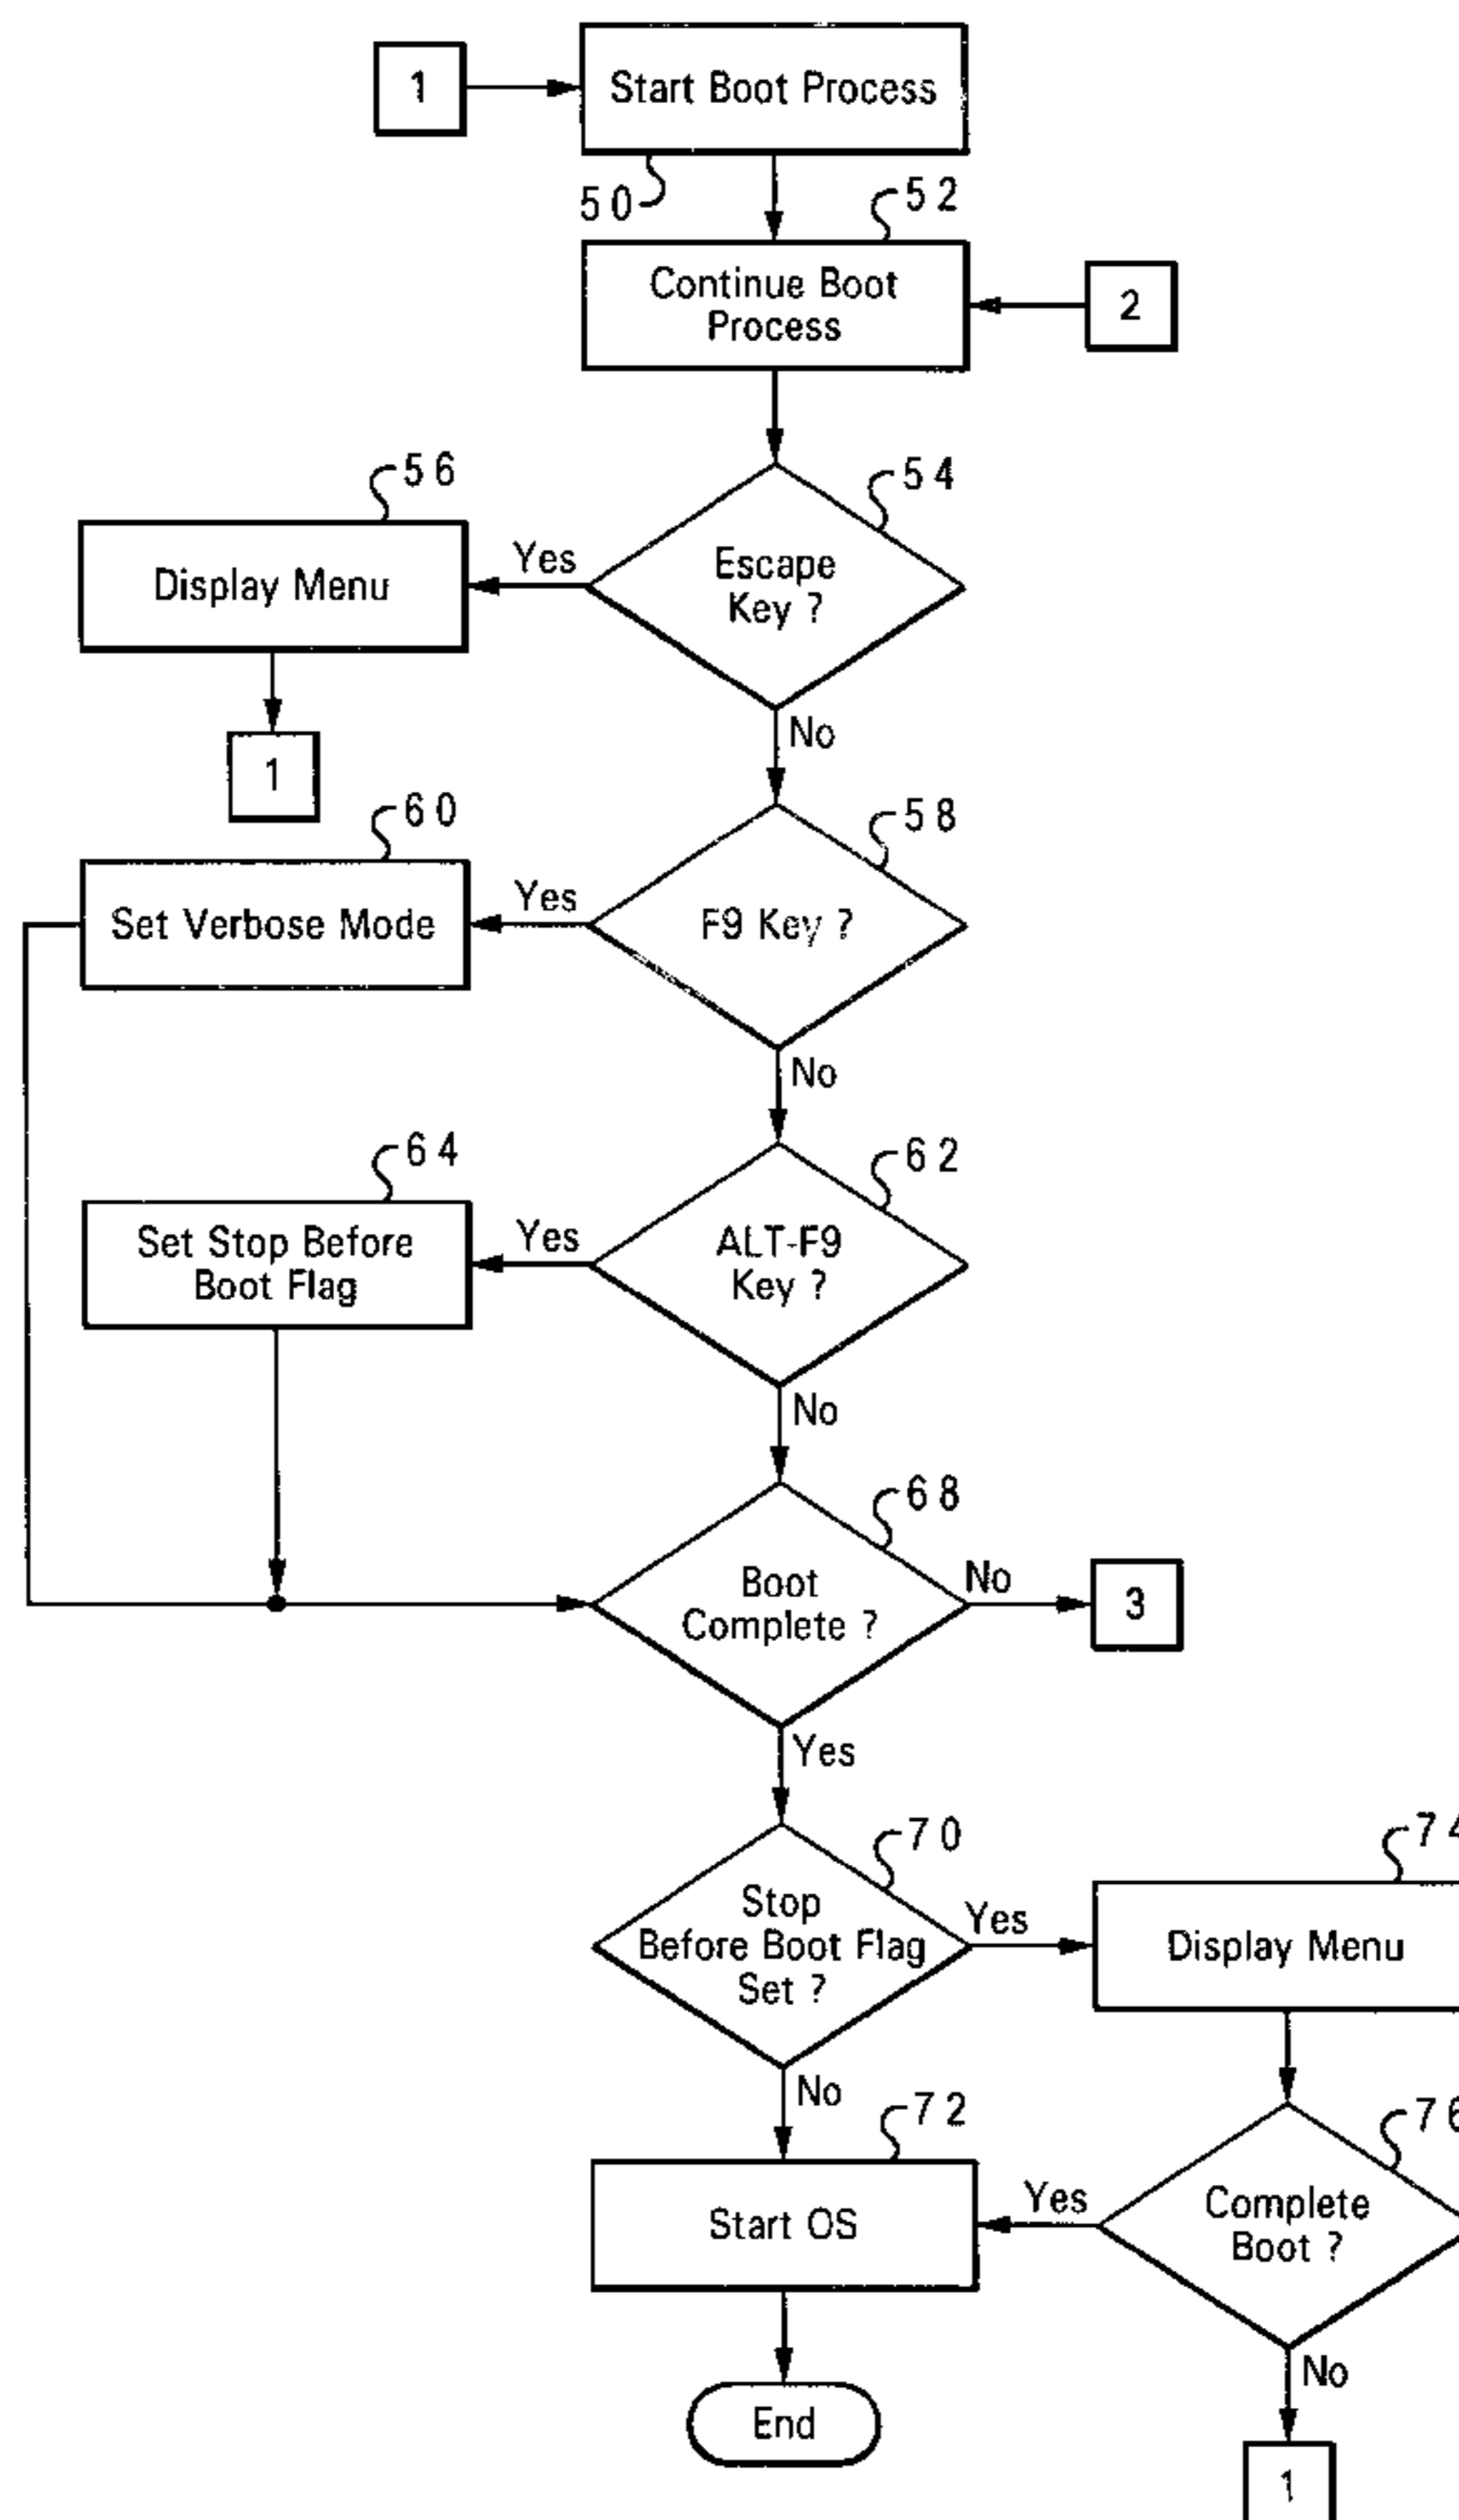 1
Start Boot Process
50
52
Continue Boot
Process
2
54
56
Escape
Key ?
Yes
Display Menu
No
1
58
60
F9 Key ?
Yes
Set Verbose Mode
No
62
64
ALT-F9
Key ?
Yes
Set Stop Before
Boot Flag
No
68
Boot
Complete ?
No
3
Yes
70
Stop
Before Boot Flag
Set ?
Yes
74
Display Menu
No
72
76
Start OS
Yes
Complete
Boot ?
End
No
1